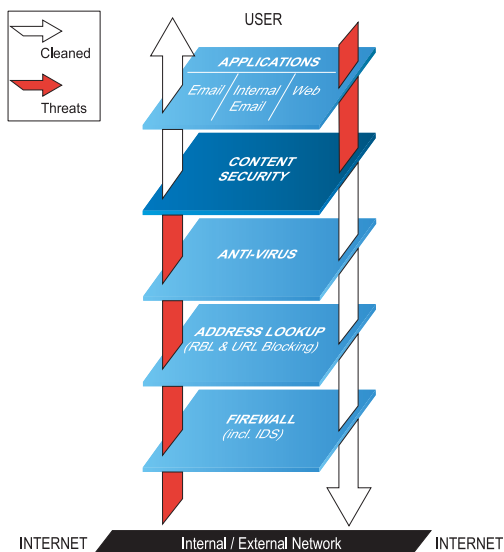 USER
Cleaned
Threats
APPLICATIONS
Email Internal Email Web
CONTENT
SECURITY
ANTI-VIRUS
ADDRESS LOOKUP
(RBL & URL Blocking)
FIREWALL
(incl. IDS)
INTERNET Internal / External Network INTERNET